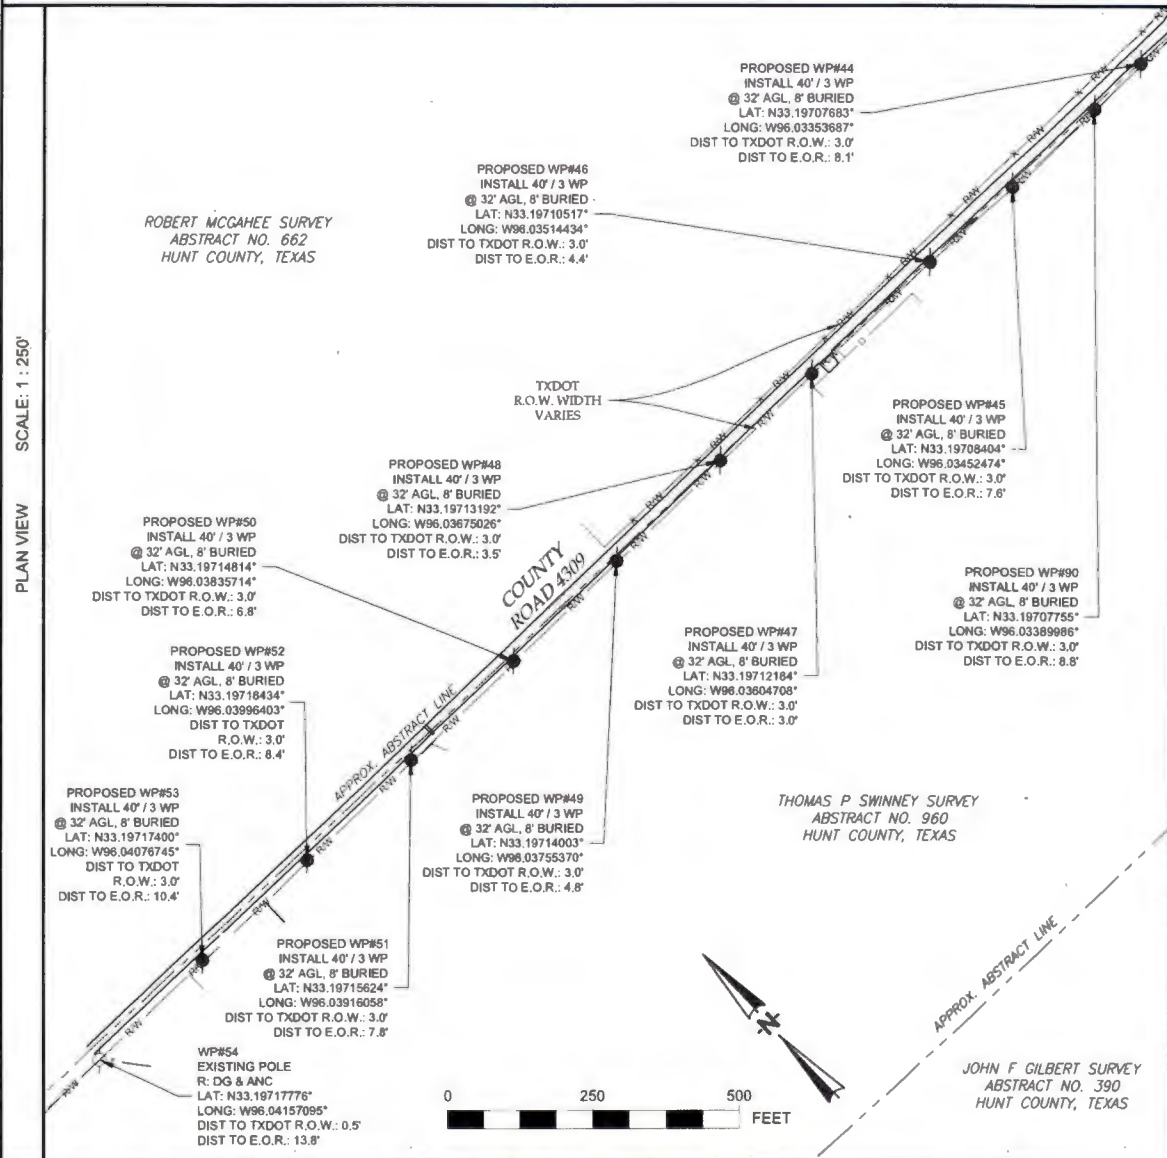 PLAN VIEW SCALE: 1 : 250'
PROPOSED WP#44
INSTALL 40' / 3 WP
@ 32' AGL, 8' BURIED
LAT: N33.19707683°
LONG: W96.03353687°
DIST TO TXDOT R.O.W.: 3.0'
DIST TO E.O.R.: 8.1'
PROPOSED WP#46
INSTALL 40' / 3 WP
@ 32' AGL, 8' BURIED
LAT: N33.19710517°
LONG: W96.03514434°
DIST TO TXDOT R.O.W.: 3.0'
DIST TO E.O.R.: 4.4'
ROBERT MCGAHEE SURVEY
ABSTRACT NO. 662
HUNT COUNTY, TEXAS
TXDOT
R.O.W. WIDTH
VARIES
PROPOSED WP#45
INSTALL 40' / 3 WP
@ 32' AGL, 8' BURIED
LAT: N33.19708404°
LONG: W96.03452474°
DIST TO TXDOT R.O.W.: 3.0'
DIST TO E.O.R.: 7.6'
PROPOSED WP#48
INSTALL 40' / 3 WP
@ 32' AGL, 8' BURIED
LAT: N33.19713192°
LONG: W96.03675026°
DIST TO TXDOT R.O.W.: 3.0'
DIST TO E.O.R.: 3.5'
PROPOSED WP#50
INSTALL 40' / 3 WP
@ 32' AGL, 8' BURIED
LAT: N33.19714814°
LONG: W96.03835714°
DIST TO TXDOT R.O.W.: 3.0'
DIST TO E.O.R.: 6.8'
COUNTY
ROAD 4309
PROPOSED WP#90
INSTALL 40' / 3 WP
@ 32' AGL, 8' BURIED
LAT: N33.19707755°
LONG: W96.03389986°
DIST TO TXDOT R.O.W.: 3.0'
DIST TO E.O.R.: 8.8'
PROPOSED WP#47
INSTALL 40' / 3 WP
@ 32' AGL, 8' BURIED
LAT: N33.19712184°
LONG: W96.03604708°
DIST TO TXDOT R.O.W.: 3.0'
DIST TO E.O.R.: 3.0'
PROPOSED WP#52
INSTALL 40' / 3 WP
@ 32' AGL, 8' BURIED
LAT: N33.19716434°
LONG: W96.03996403°
DIST TO TXDOT
R.O.W.: 3.0'
DIST TO E.O.R.: 8.4'
APPROX. ABSTRACT LINE
PROPOSED WP#53
INSTALL 40' / 3 WP
@ 32' AGL, 8' BURIED
LAT: N33.19717400°
LONG: W96.04076745°
DIST TO TXDOT
R.O.W.: 3.0'
DIST TO E.O.R.: 10.4'
PROPOSED WP#49
INSTALL 40' / 3 WP
@ 32' AGL, 8' BURIED
LAT: N33.19714003°
LONG: W96.03755370°
DIST TO TXDOT R.O.W.: 3.0'
DIST TO E.O.R.: 4.8'
THOMAS P SWINNEY SURVEY
ABSTRACT NO. 960
HUNT COUNTY, TEXAS
PROPOSED WP#51
INSTALL 40' / 3 WP
@ 32' AGL, 8' BURIED
LAT: N33.19715624°
LONG: W96.03916058°
DIST TO TXDOT R.O.W.: 3.0'
DIST TO E.O.R.: 7.8'
APPROX. ABSTRACT LINE
WP#54
EXISTING POLE
R: DG & ANC
LAT: N33.19717776°
LONG: W96.04157095°
DIST TO TXDOT R.O.W.: 0.5'
DIST TO E.O.R.: 13.8'
N
JOHN F GILBERT SURVEY
ABSTRACT NO. 390
HUNT COUNTY, TEXAS
0 250 500
FEET